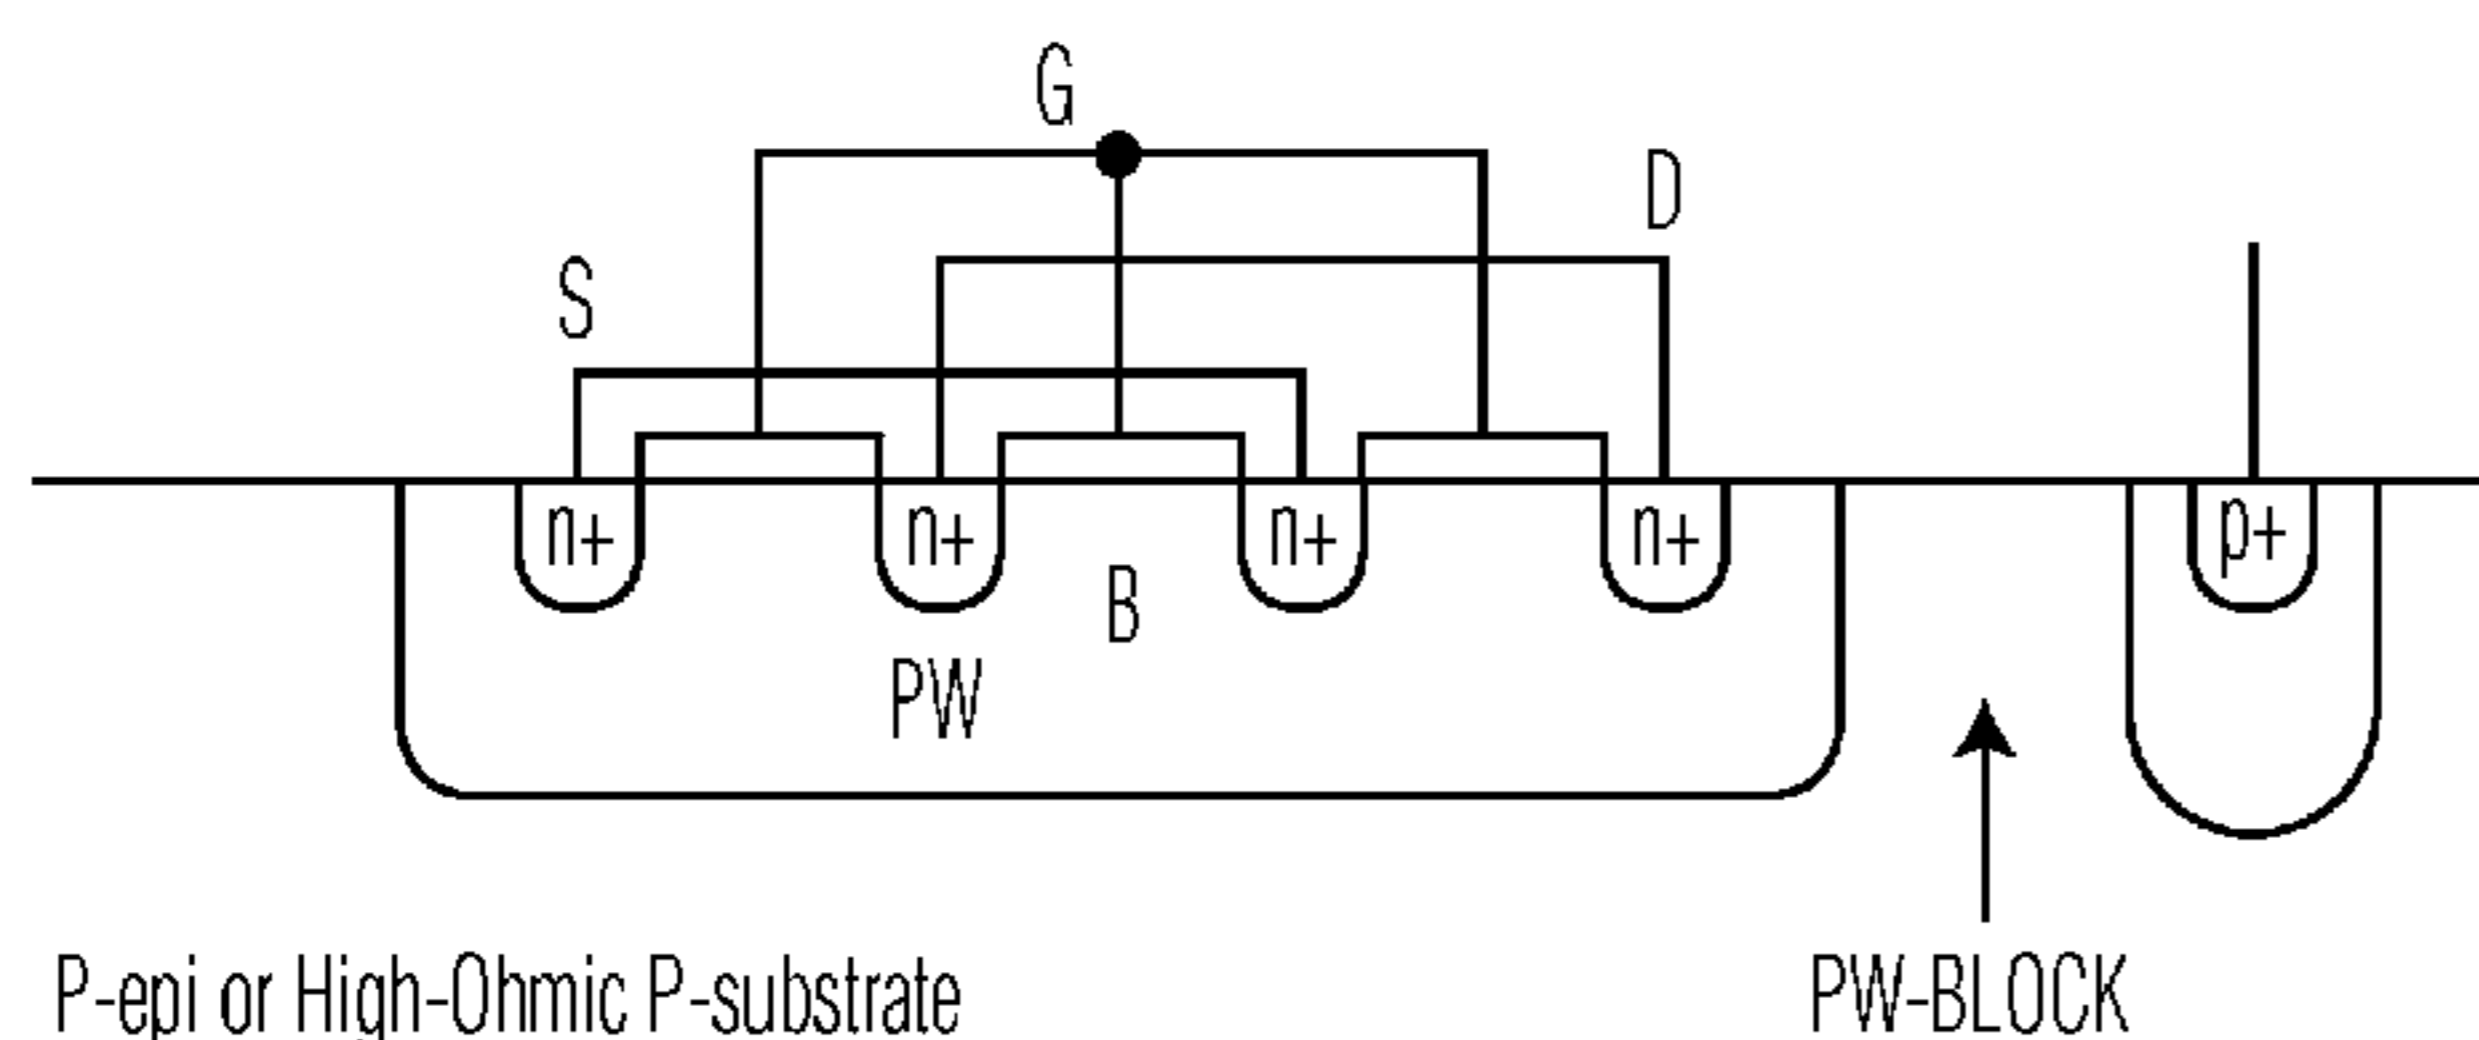 G
D
S
n+ n+ n+ n+ p+
B
PW
P-epi or High-Ohmic P-substrate
PW-BLOCK